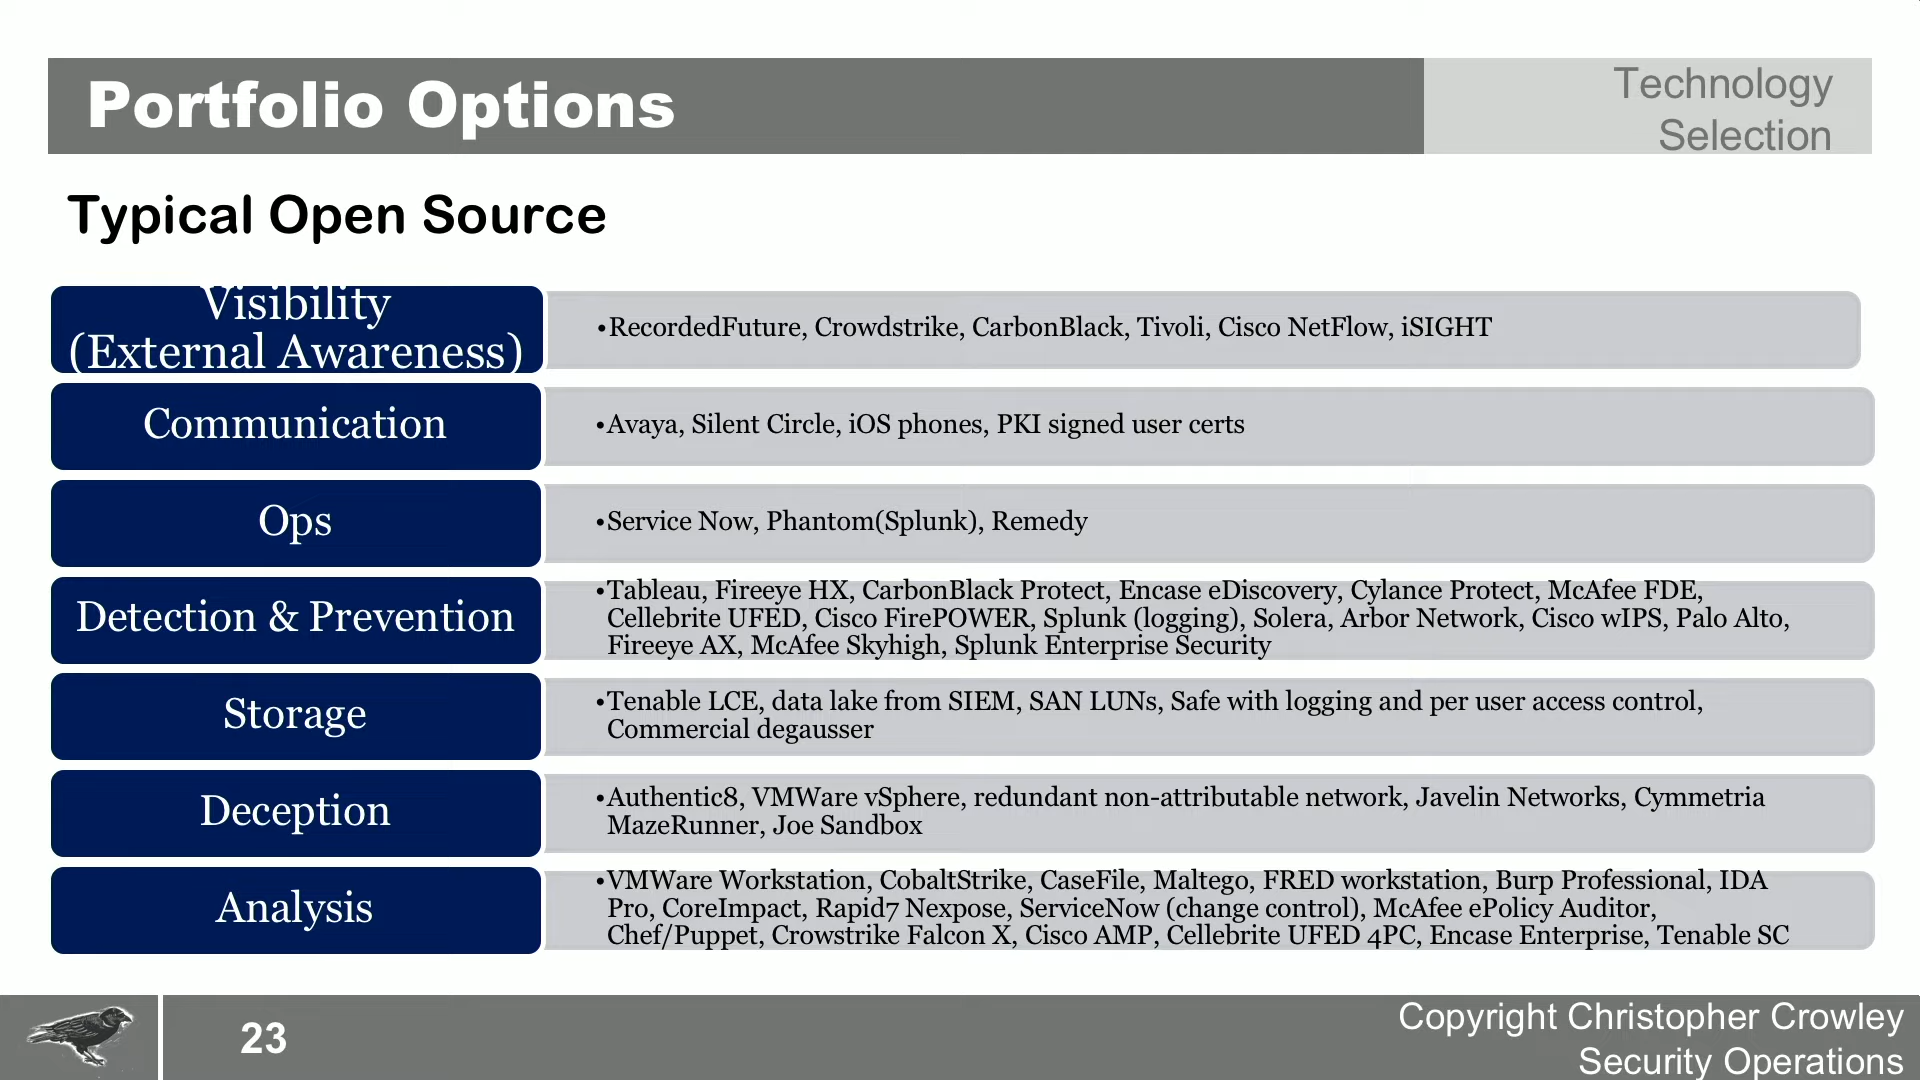 Portfolio Options
Technology
Selection
Typical Open Source
Visibility
(External Awareness)
•RecordedFuture, Crowdstrike, CarbonBlack, Tivoli, Cisco NetFlow, iSIGHT
Communication
•Avaya, Silent Circle, iOS phones, PKI signed user certs
Ops
•Service Now, Phantom(Splunk), Remedy
Detection & Prevention
•Tableau, Fireeye HX, CarbonBlack Protect, Encase eDiscovery, Cylance Protect, McAfee FDE,
Cellebrite UFED, Cisco FirePOWER, Splunk (logging), Solera, Arbor Network, Cisco wIPS, Palo Alto,
Fireeye AX, McAfee Skyhigh, Splunk Enterprise Security
Storage
•Tenable LCE, data lake from SIEM, SAN LUNs, Safe with logging and per user access control,
Commercial degausser
Deception
•Authentic8, VMWare vSphere, redundant non-attributable network, Javelin Networks, Cymmetria
MazeRunner, Joe Sandbox
Analysis
•VMWare Workstation, CobaltStrike, CaseFile, Maltego, FRED workstation, Burp Professional, IDA
Pro, CoreImpact, Rapid7 Nexpose, ServiceNow (change control), McAfee ePolicy Auditor,
Chef/Puppet, Crowstrike Falcon X, Cisco AMP, Cellebrite UFED 4PC, Encase Enterprise, Tenable SC
23
Copyright Christopher Crowley
Security Operations